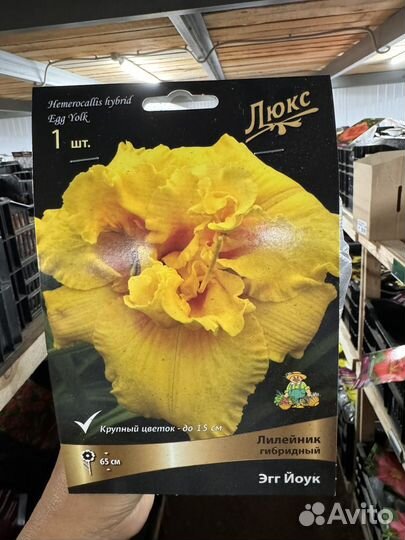 Hemerocallis hybrid
Egg Yolk
1 шт.
Люкс
Крупный цветок - до 15 см
Лилейник
гибридный
65 см
Эгг Йоук
Avito